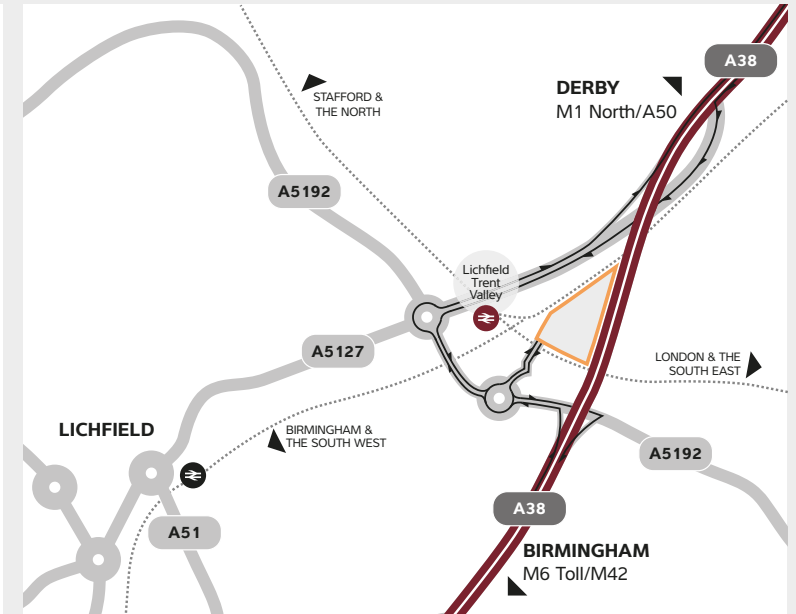 A38
DERBY
M1 North/A50
STAFFORD &
THE NORTH
A5192
Lichfield
Trent
Valley
A5127
LONDON & THE
SOUTH EAST
LICHFIELD
BIRMINGHAM &
THE SOUTH WEST
A5192
A38
A51
BIRMINGHAM
M6 Toll/M42